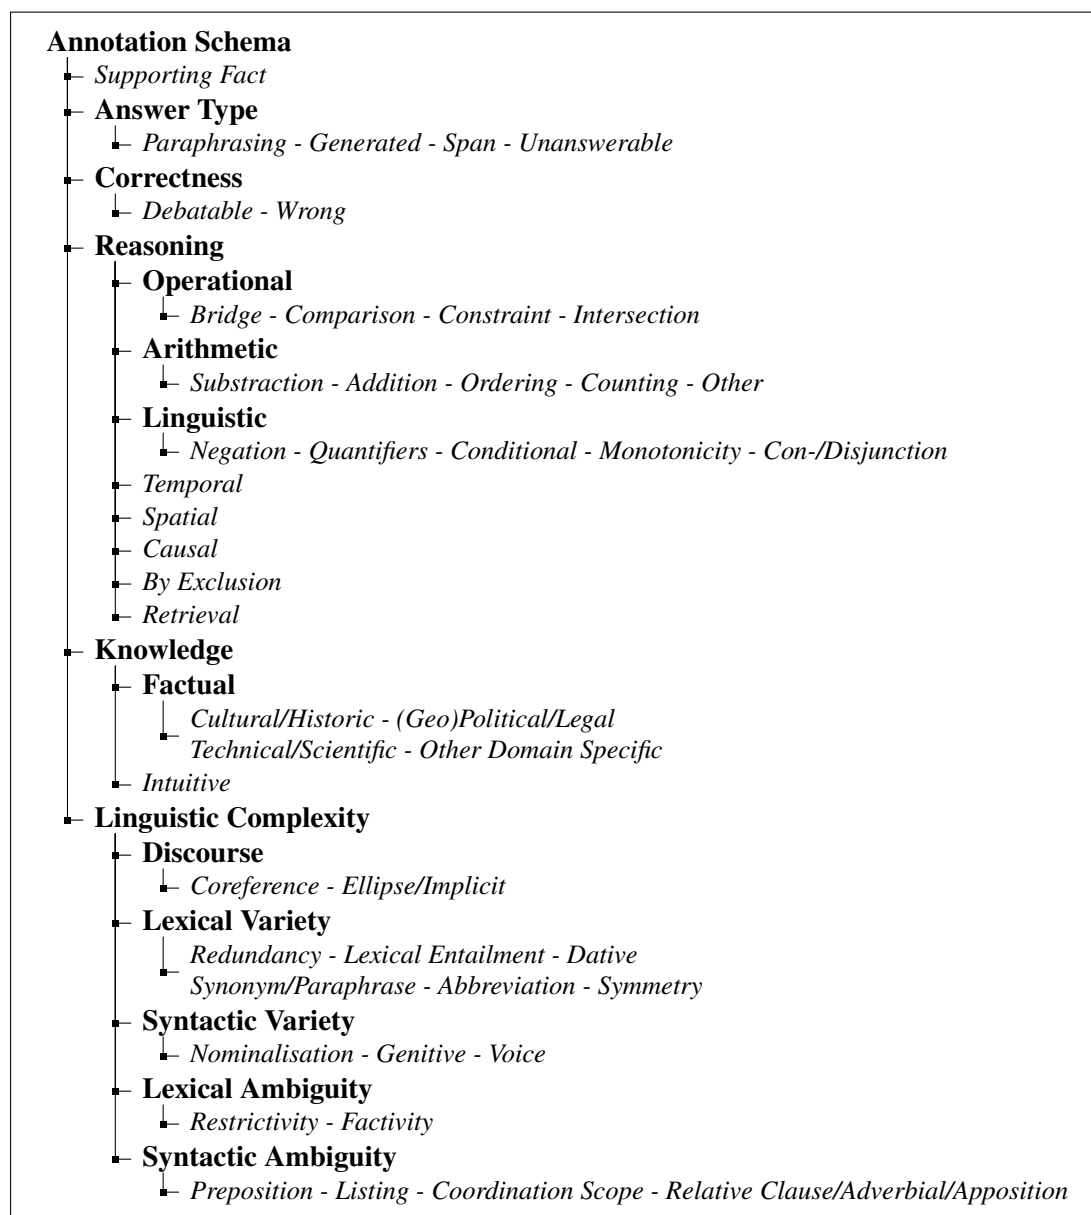 Annotation Schema
Supporting Fact
Answer Type
Paraphrasing - Generated - Span - Unanswerable
Correctness
Debatable - Wrong
Reasoning
Operational
Bridge - Comparison - Constraint - Intersection
Arithmetic
Substraction - Addition - Ordering - Counting - Other
Linguistic
Negation - Quantifiers - Conditional - Monotonicity - Con-/Disjunction
Temporal
Spatial
Causal
By Exclusion
Retrieval
Knowledge
Factual
Cultural/Historic - (Geo)Political/Legal
Technical/Scientific - Other Domain Specific
Intuitive
Linguistic Complexity
Discourse
Coreference - Ellipse/Implicit
Lexical Variety
Redundancy - Lexical Entailment - Dative
Synonym/Paraphrase - Abbreviation - Symmetry
Syntactic Variety
Nominalisation - Genitive - Voice
Lexical Ambiguity
Restrictivity - Factivity
Syntactic Ambiguity
Preposition - Listing - Coordination Scope - Relative Clause/Adverbial/Apposition